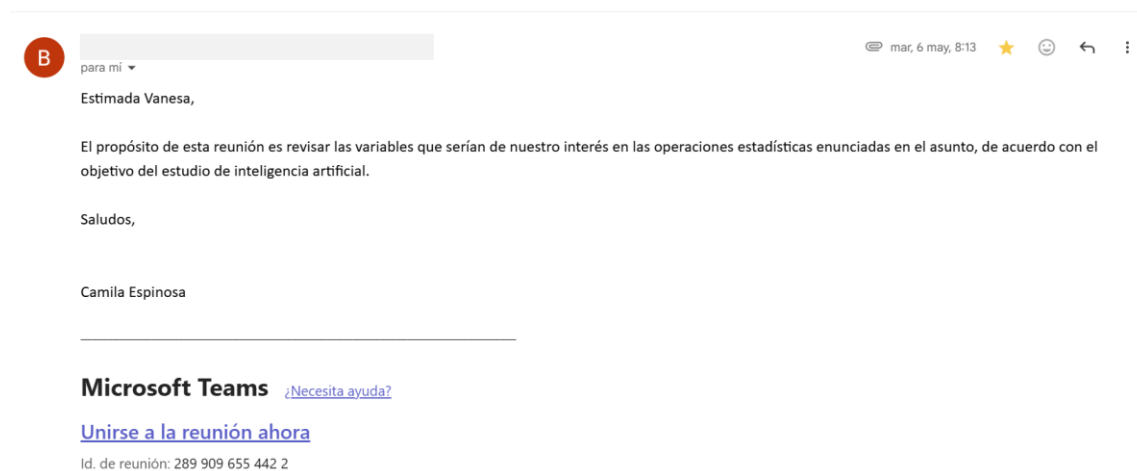 B
mar, 6 may, 8:13
para mí
Estimada Vanesa,
El propósito de esta reunión es revisar las variables que serían de nuestro interés en las operaciones estadísticas enunciadas en el asunto, de acuerdo con el
objetivo del estudio de inteligencia artificial.
Saludos,
Camila Espinosa
Microsoft Teams ¿Necesita ayuda?
Unirse a la reunión ahora
Id. de reunión: 289 909 655 442 2